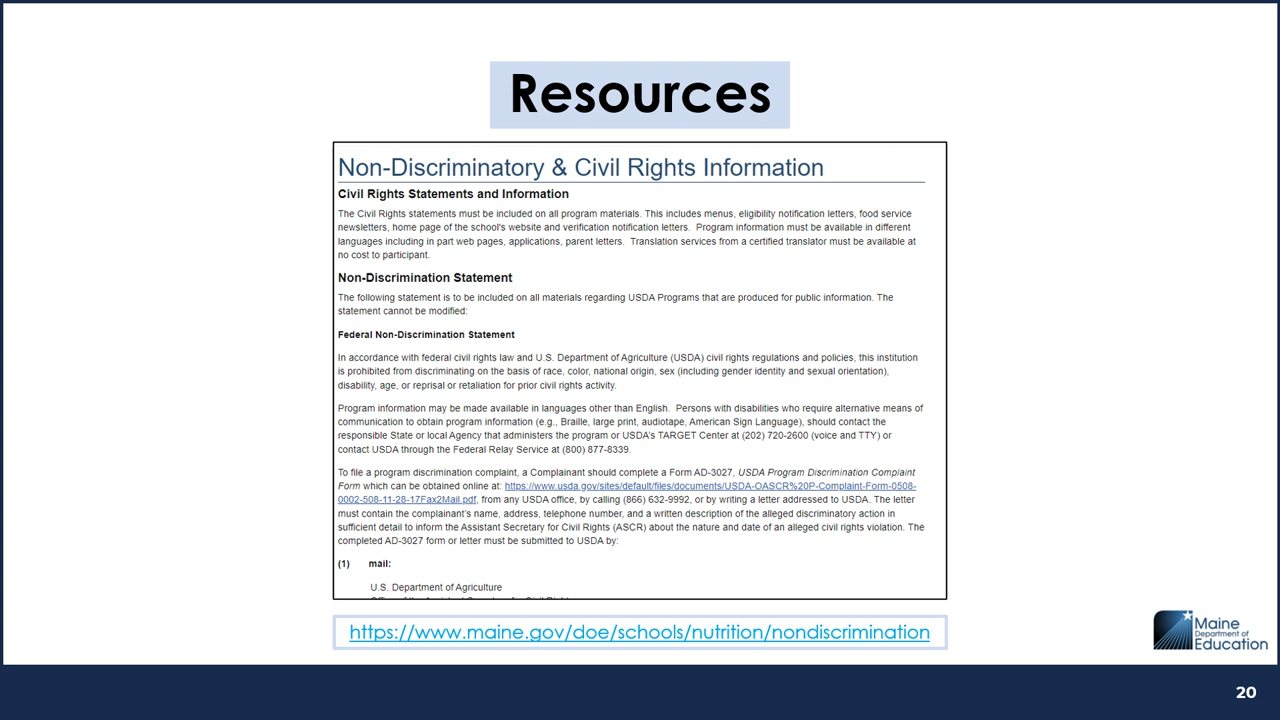 Resources
Non-Discriminatory & Civil Rights Information
Civil Rights Statements and Information
The Civil Rights statements must be included on all program materials. This includes menus, eligibility notification letters, food service
newsletters, home page of the school's website and verification notification letters.  Program information must be available in different
languages including in part web pages, applications, parent letters.  Translation services from a certified translator must be available at
no cost to participant.
Non-Discrimination Statement
The following statement is to be included on all materials regarding USDA Programs that are produced for public information. The
statement cannot be modified:
Federal Non-Discrimination Statement
In accordance with federal civil rights law and U.S. Department of Agriculture (USDA) civil rights regulations and policies, this institution
is prohibited from discriminating on the basis of race, color, national origin, sex (including gender identity and sexual orientation),
disability, age, or reprisal or retaliation for prior civil rights activity.
Program information may be made available in languages other than English.  Persons with disabilities who require alternative means of
communication to obtain program information (e.g., Braille, large print, audiotape, American Sign Language), should contact the
responsible State or local Agency that administers the program or USDA's TARGET Center at (202) 720-2600 (voice and TTY) or
contact USDA through the Federal Relay Service at (800) 877-8339.
To file a program discrimination complaint, a Complainant should complete a Form AD-3027, USDA Program Discrimination Complaint
Form which can be obtained online at: https://www.usda.gov/sites/default/files/documents/USDA-OASCR%20P-Complaint-Form-0508-
0002-508-11-28-17Fax2Mail.pdf, from any USDA office, by calling (866) 632-9992, or by writing a letter addressed to USDA. The letter
must contain the complainant's name, address, telephone number, and a written description of the alleged discriminatory action in
sufficient detail to inform the Assistant Secretary for Civil Rights (ASCR) about the nature and date of an alleged civil rights violation. The
completed AD-3027 form or letter must be submitted to USDA by:
(1) mail:
U.S. Department of Agriculture
https://www.maine.gov/doe/schools/nutrition/nondiscrimination
Maine
Department of
Education
20